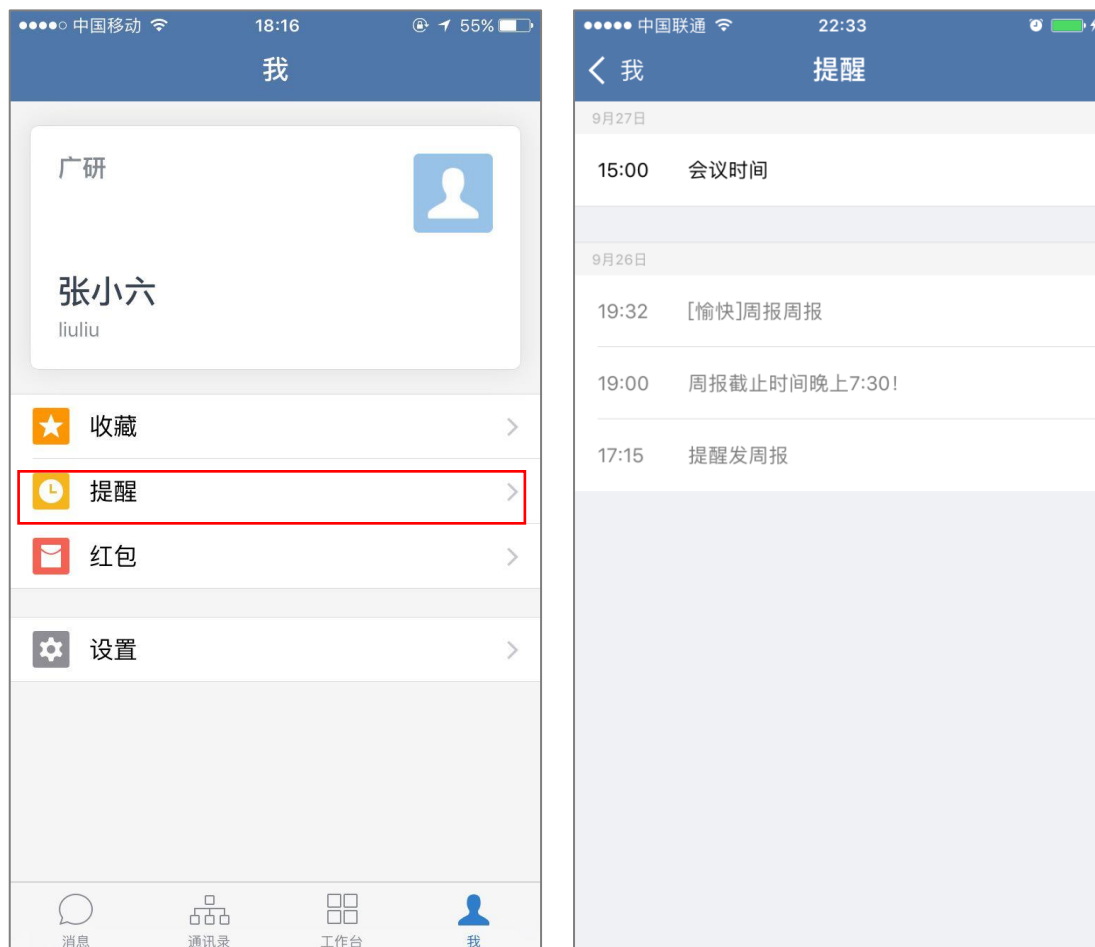 中国移动 18:16 55%
我
广研
张小六
liuliu
收藏
提醒
红包
设置
消息 通讯录 工作台 我
中国联通 22:33
我 提醒
9月27日
15:00 会议时间
9月26日
19:32 [愉快]周报周报
19:00 周报截止时间晚上7:30!
17:15 提醒发周报